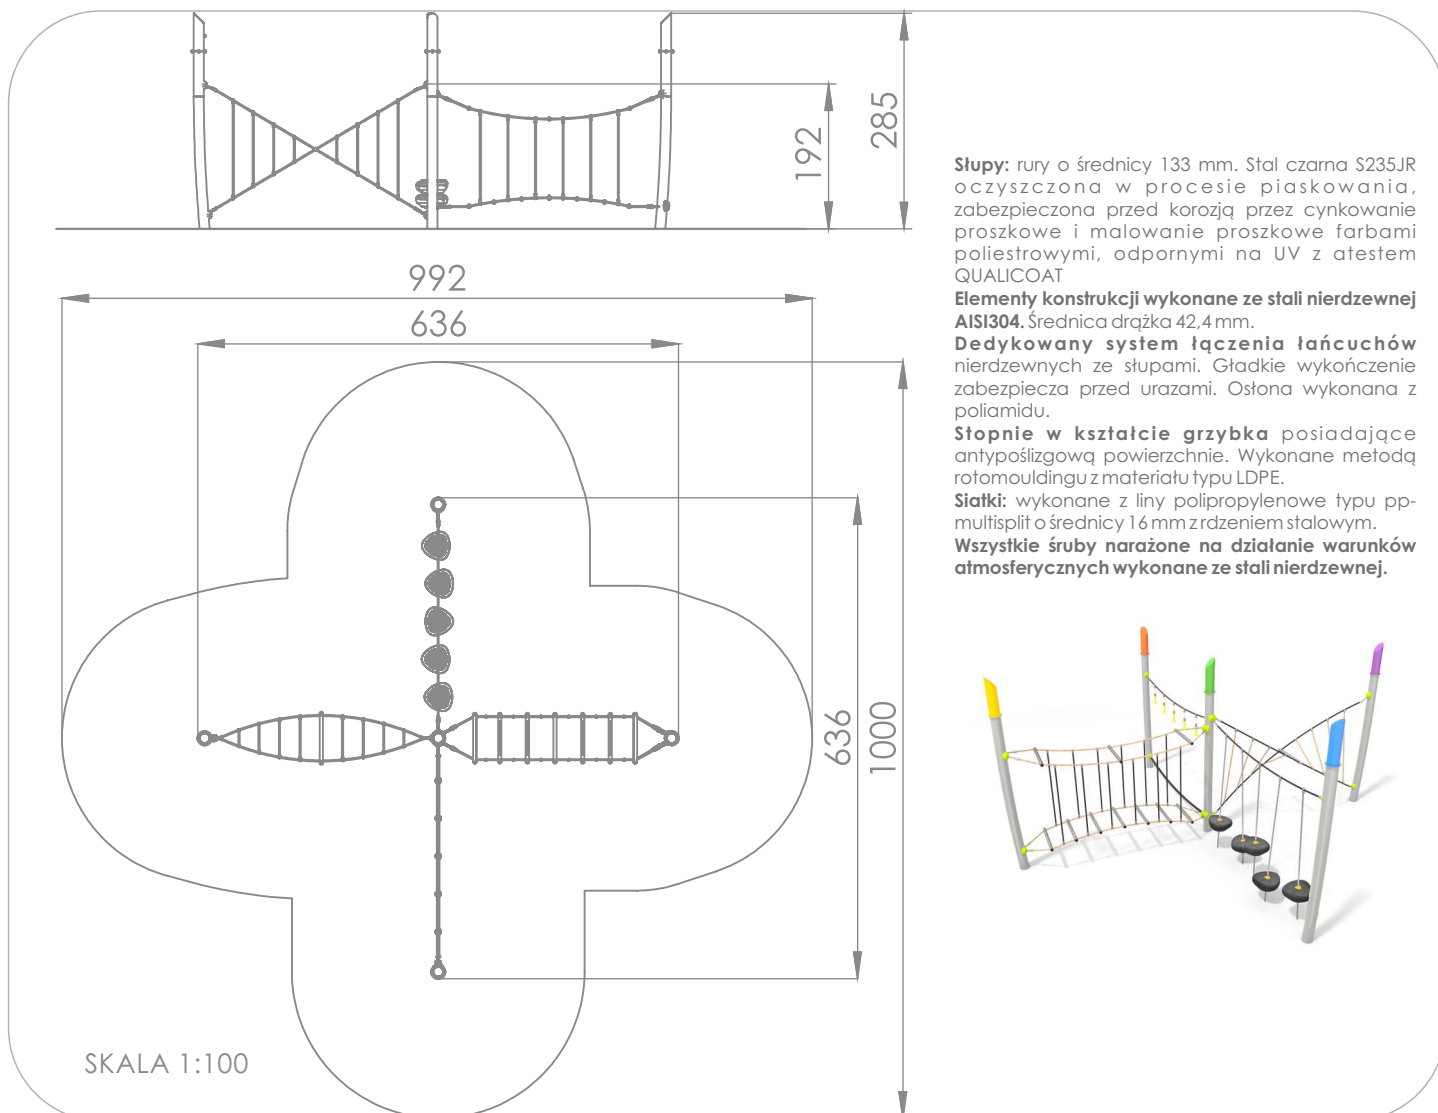 285
192
992
636
636
1000
SKALA 1:100
Słupy: rury o średnicy 133 mm. Stal czarna S235JR
oczyszczona w procesie piaskowania,
zabezpieczona przed korozją przez cynkowanie
proszkowe i malowanie proszkowe farbami
poliestrowymi, odpornymi na UV z atestem
QUALICOAT
Elementy konstrukcji wykonane ze stali nierdzewnej
AISI304. Średnica drążka 42,4 mm.
Dedykowany system łączenia łańcuchów
nierdzewnych ze słupami. Gładkie wykończenie
zabezpiecza przed urazami. Osłona wykonana z
poliamidu.
Stopnie w kształcie grzybka posiadające
antypoślizgową powierzchnie. Wykonane metodą
rotomouldingu z materiału typu LDPE.
Siatki: wykonane z liny polipropylenowe typu pp-
multisplit o średnicy 16 mm z rdzeniem stalowym.
Wszystkie śruby narażone na działanie warunków
atmosferycznych wykonane ze stali nierdzewnej.